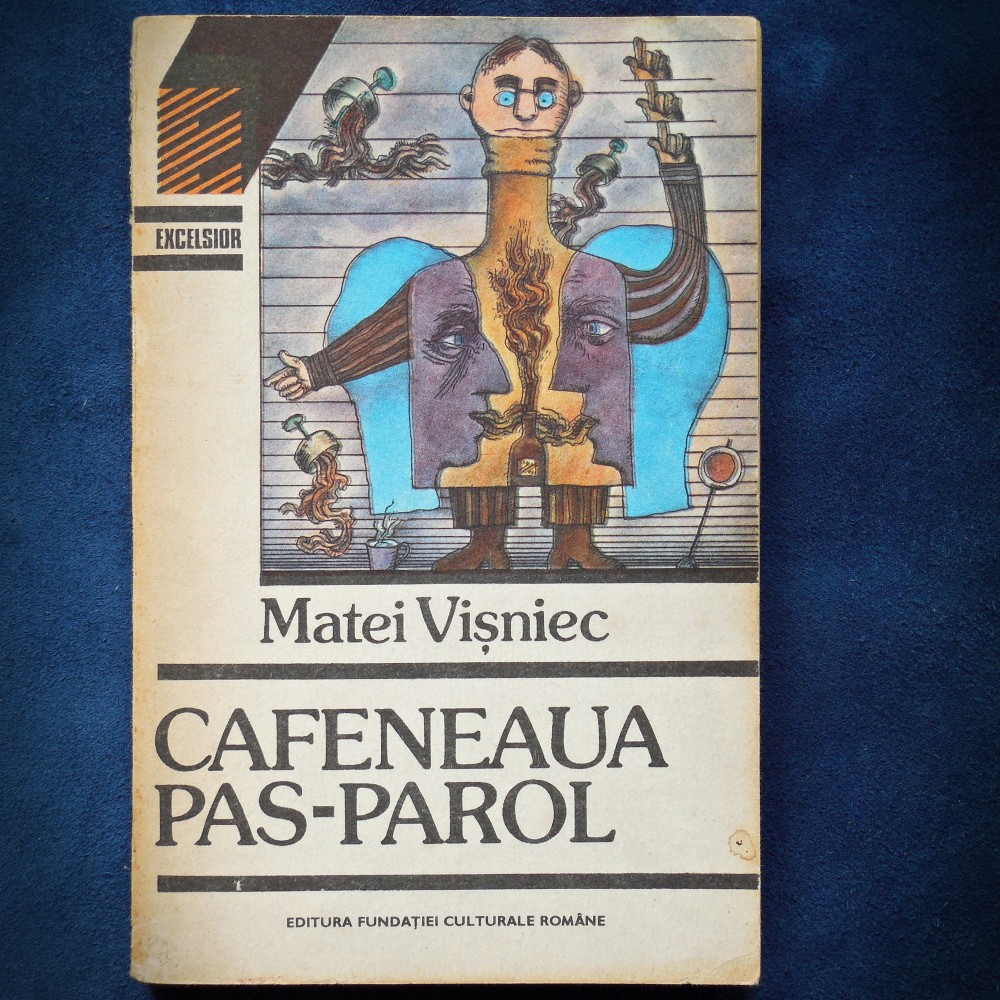 EXCELSIOR
Matei Vișniec
CAFENEAUA
PAS-PAROL
EDITURA FUNDAȚIEI CULTURALE ROMÂNE